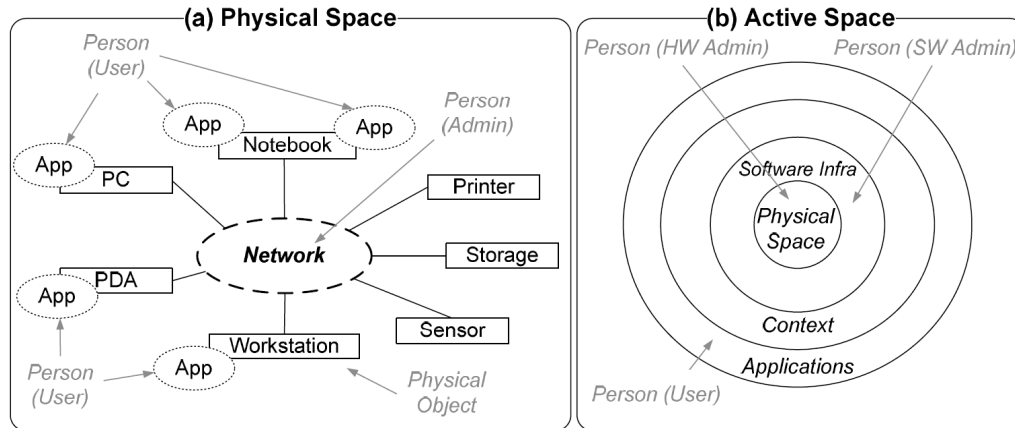 (a) Physical Space
Person
(User)
App
App
Notebook
Person
(Admin)
App
PC
Printer
Network
Storage
PDA
App
Sensor
Workstation
App
Person
(User)
Physical
Object
(b) Active Space
Person (HW Admin)
Person (SW Admin)
Software Infra
Physical
Space
Context
Applications
Person (User)